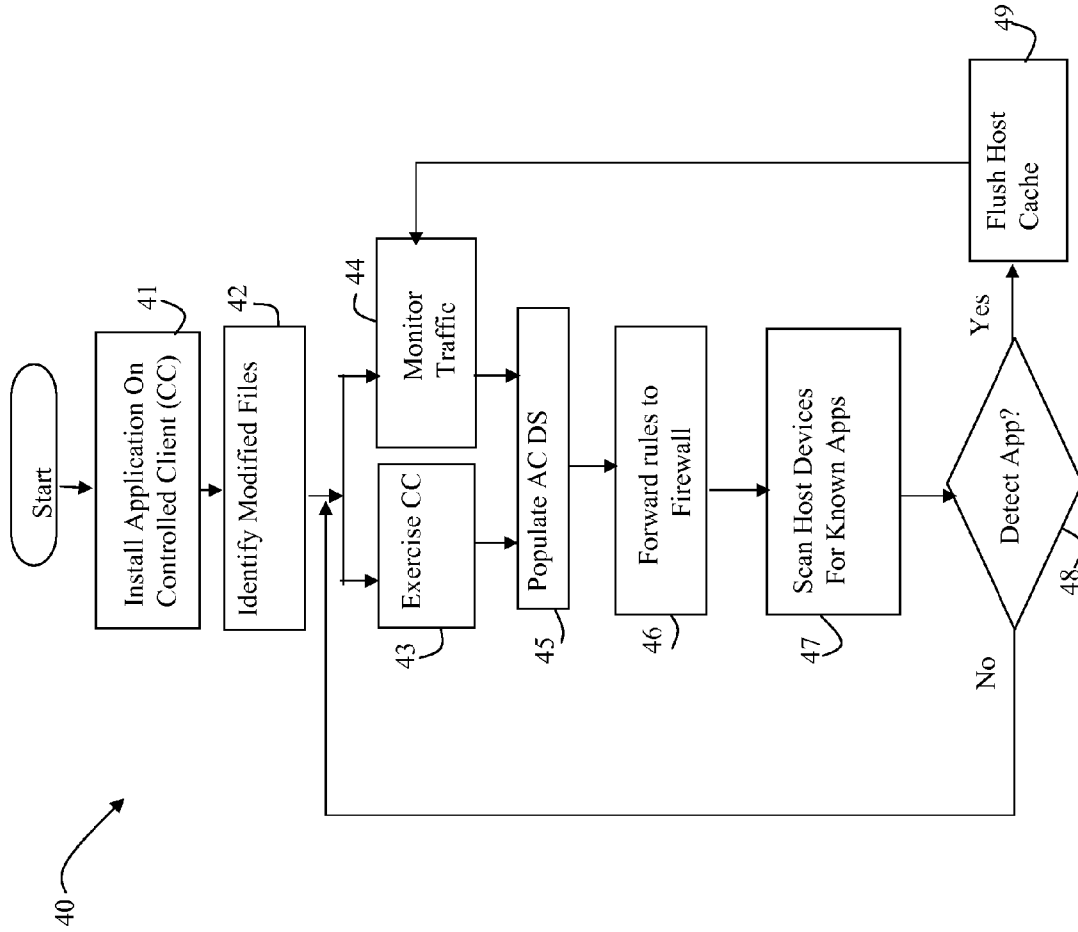 40
Start
Install Application On
Controlled Client (CC)
41
Identify Modified Files
42
Exercise CC
43
Monitor
Traffic
44
Populate AC DS
45
Forward rules to
Firewall
46
Scan Host Devices
For Known Apps
47
Detect App?
48
No
Yes
Flush Host
Cache
49